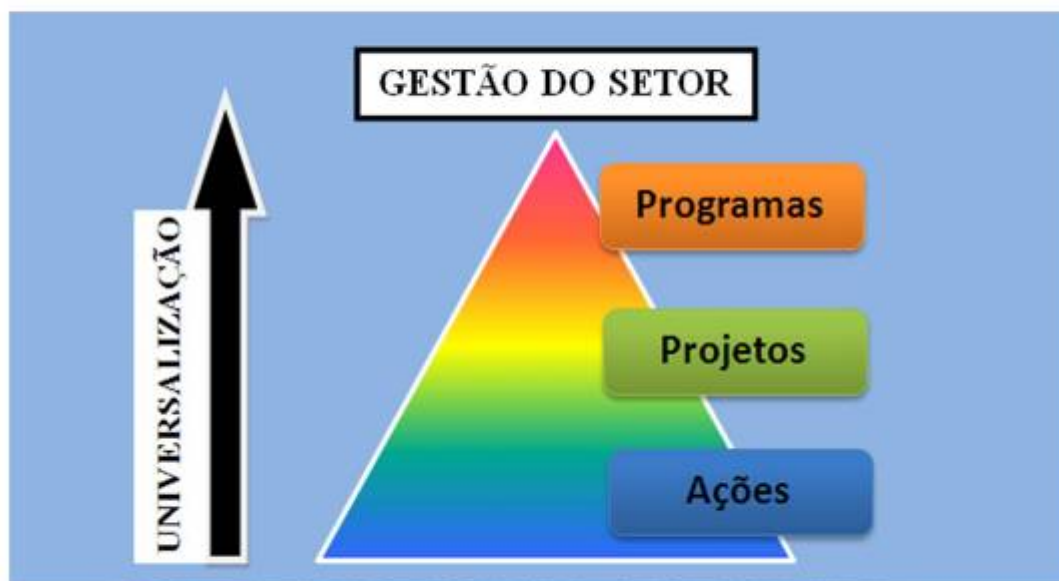 GESTÃO DO SETOR
Programas
Projetos
Ações
UNIVERSALIZAÇÃO